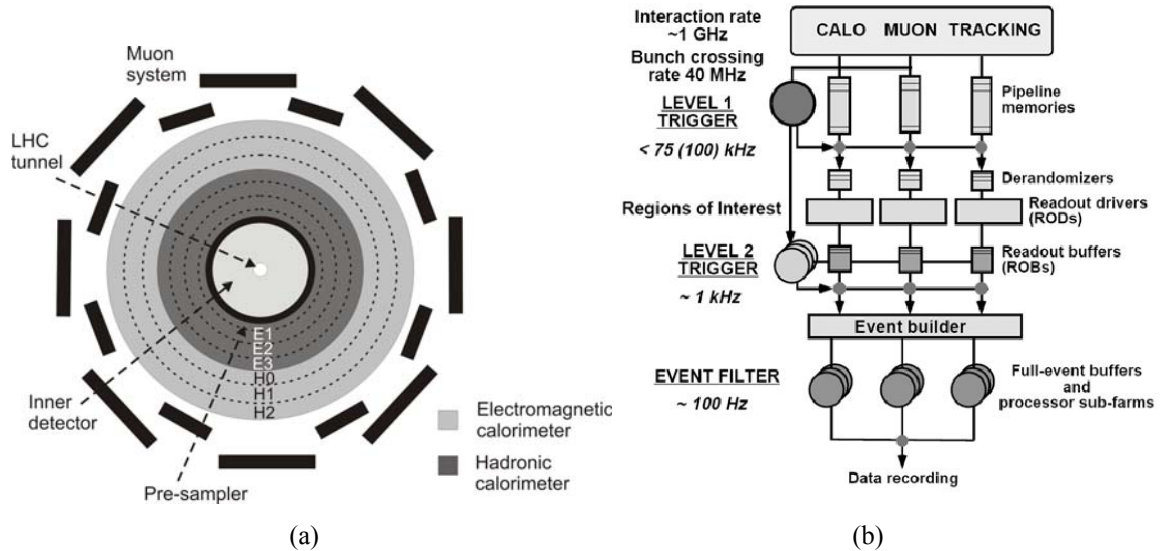 Muon
system
LHC
tunnel
E1
E2
E3
H0
H1
H2
Inner
detector
Pre-sampler
Electromagnetic
calorimeter
Hadronic
calorimeter
(a)
Interaction rate
~1 GHz
CALO MUON TRACKING
Bunch crossing
rate 40 MHz
LEVEL 1
TRIGGER
< 75 (100) kHz
Pipeline
memories
Derandomizers
Regions of Interest
Readout drivers
(RODs)
LEVEL 2
TRIGGER
~ 1 kHz
Readout buffers
(ROBs)
Event builder
EVENT FILTER
~ 100 Hz
Full-event buffers
and
processor sub-farms
Data recording
(b)